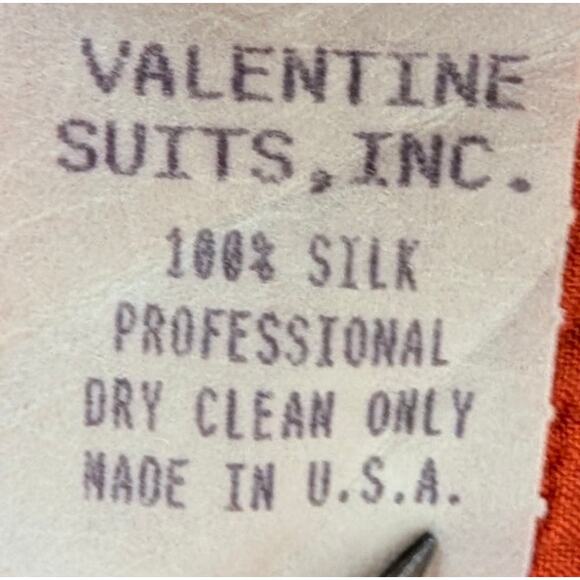 VALENTINE
SUITS, INC.
100% SILK
PROFESSIONAL
DRY CLEAN ONLY
MADE IN U.S.A.